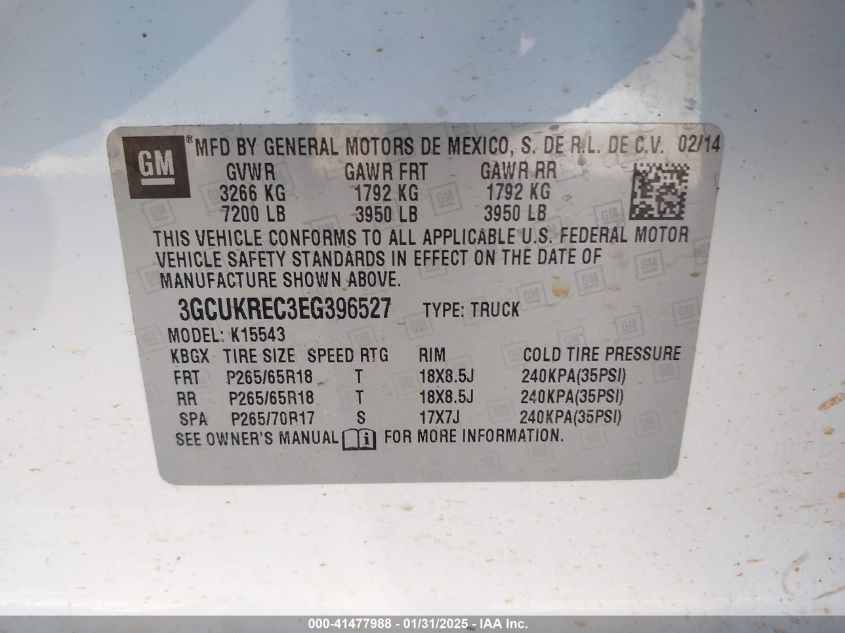 GM ® MFD BY GENERAL MOTORS DE MEXICO, S. DE R.L. DE C.V. 02/14
GVWR GAWR FRT GAWR RR
3266 KG 1792 KG 1792 KG
7200 LB 3950 LB 3950 LB
THIS VEHICLE CONFORMS TO ALL APPLICABLE U.S. FEDERAL MOTOR
VEHICLE SAFETY STANDARDS IN EFFECT ON THE DATE OF
MANUFACTURE SHOWN ABOVE.
3GCUKREC3EG396527 TYPE: TRUCK
MODEL: K15543
KBGX TIRE SIZE SPEED RTG RIM COLD TIRE PRESSURE
FRT P265/65R18 T 18X8.5J 240KPA(35PSI)
RR P265/65R18 T 18X8.5J 240KPA(35PSI)
SPA P265/70R17 S 17X7J 240KPA(35PSI)
SEE OWNER'S MANUAL i FOR MORE INFORMATION.
000-41477988 - 01/31/2025 - IAA Inc.